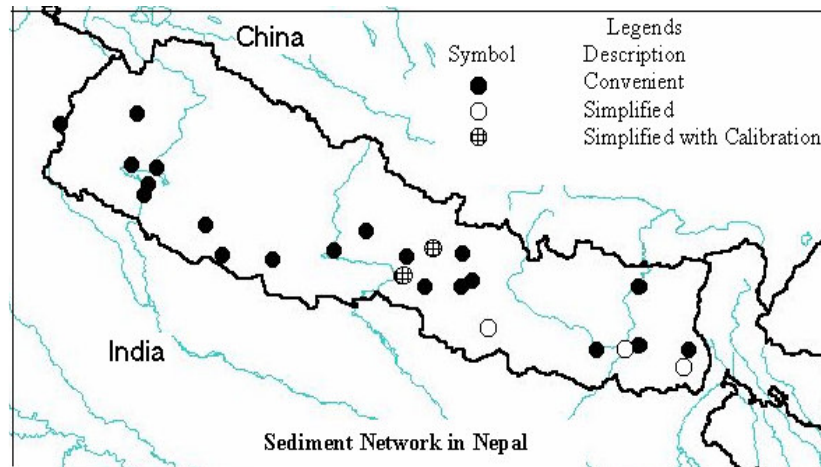 China
Legends
Symbol Description
Convenient
Simplified
Simplified with Calibration
India
Sediment Network in Nepal